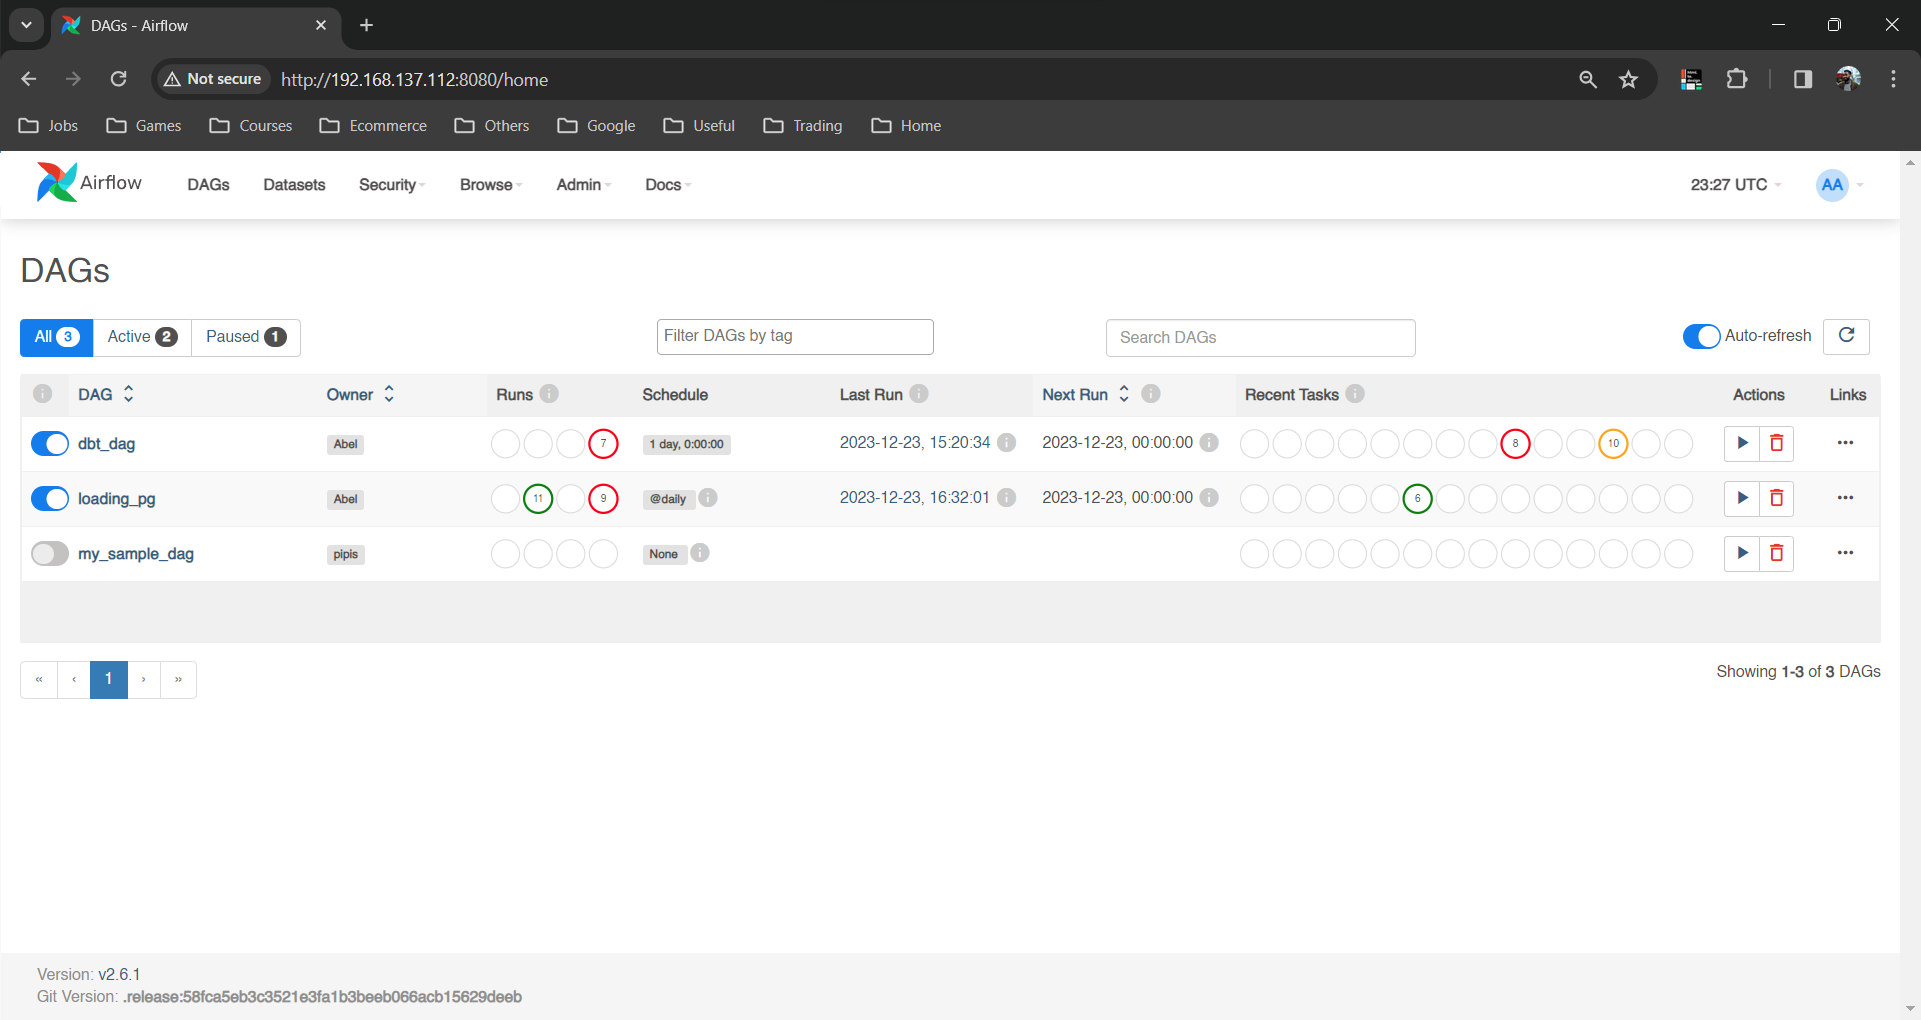 DAGs - Airflow
Not secure http://192.168.137.112:8080/home
Jobs Games Courses Ecommerce Others Google Useful Trading Home
Airflow DAGs Datasets Security Browse Admin Docs 23:27 UTC AA
DAGs
All 3 Active 2 Paused 1 Filter DAGs by tag Search DAGs Auto-refresh
DAG Owner Runs Schedule Last Run Next Run Recent Tasks Actions Links
dbt_dag Abel 7 1 day, 0:00:00 2023-12-23, 15:20:34 2023-12-23, 00:00:00 8 10
loading_pg Abel 11 9 @daily 2023-12-23, 16:32:01 2023-12-23, 00:00:00 6
my_sample_dag pipis None
« ‹ 1 › » Showing 1-3 of 3 DAGs
Version: v2.6.1
Git Version: .release:58fca5eb3c3521e3fa1b3beeb066acb15629deeb